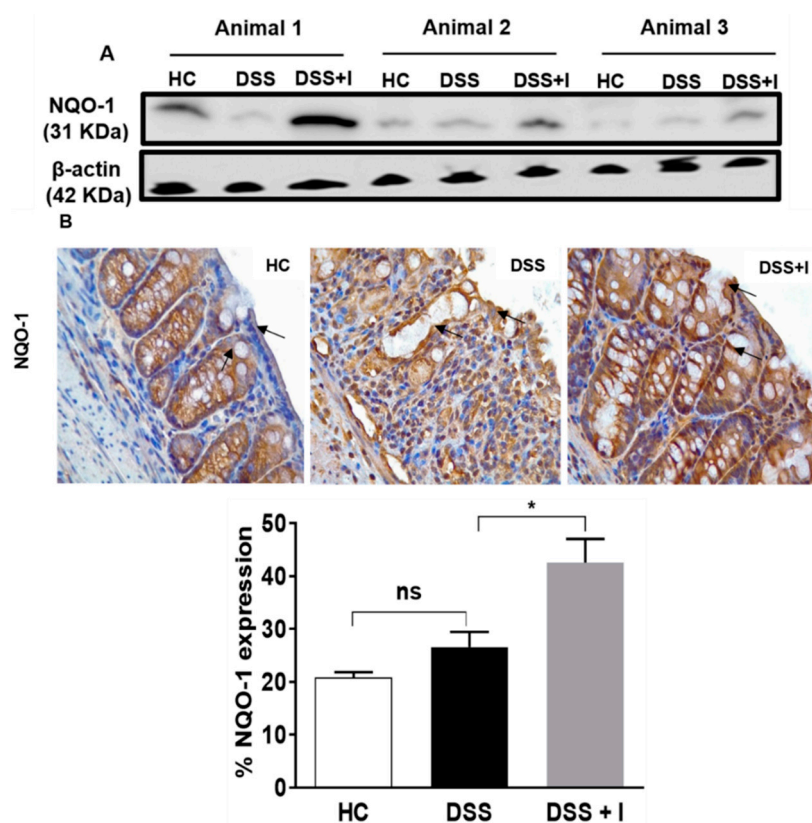 Animal 1 Animal 2 Animal 3
A
HC DSS DSS+I HC DSS DSS+I HC DSS DSS+I
NQO-1
(31 KDa)
β-actin
(42 KDa)
B
HC DSS DSS+I
NQO-1
*
ns
% NQO-1 expression
50
40
30
20
10
0
HC DSS DSS + I